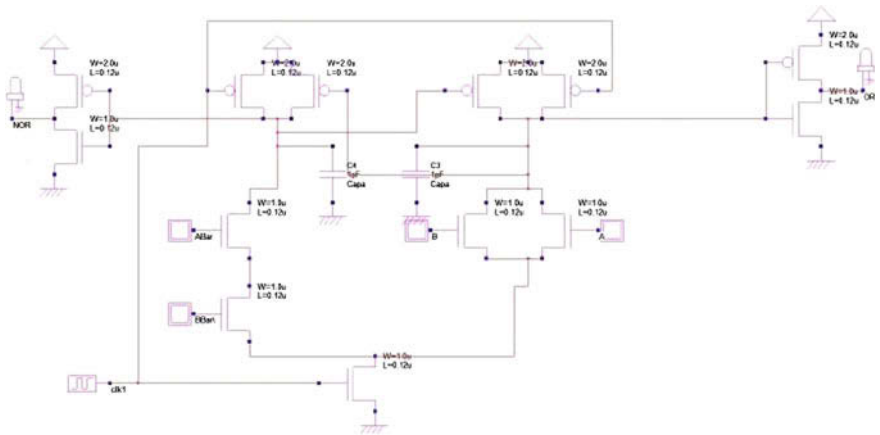 W=2.0u
L=0.12u
W=2.0u
L=0.12u
W=2.0u
L=0.12u
W=2.0u
L=0.12u
W=2.0u
L=0.12u
W=2.0u
L=0.12u
NOR
W=1.0u
L=0.12u
W=1.0u
L=0.12u
OR
C4
1pF
Capa
C3
1pF
Capa
W=1.0u
L=0.12u
ABar
W=1.0u
L=0.12u
W=1.0u
L=0.12u
B
A
W=1.0u
L=0.12u
W=1.0u
L=0.12u
clk1